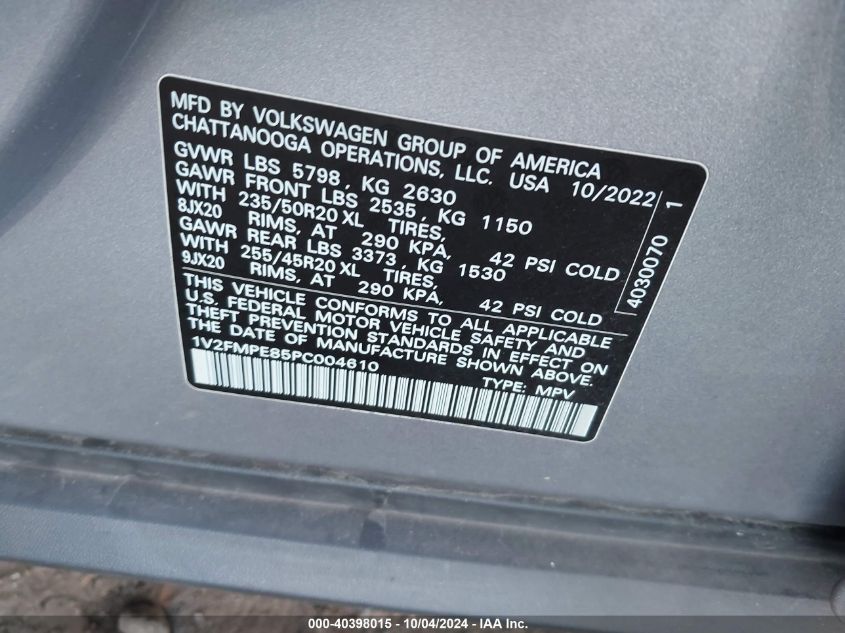 MFD BY VOLKSWAGEN GROUP OF AMERICA
CHATTANOOGA OPERATIONS, LLC. USA 10/2022
GVWR LBS 5798, KG 2630
GAWR FRONT LBS 2535, KG 1150
WITH 235/50R20 XL TIRES,
8JX20 RIMS, AT 290 KPA, 42 PSI COLD
GAWR REAR LBS 3373, KG 1530
WITH 255/45R20 XL TIRES,
9JX20 RIMS, AT 290 KPA, 42 PSI COLD
4030070 1
THIS VEHICLE CONFORMS TO ALL APPLICABLE
U.S. FEDERAL MOTOR VEHICLE SAFETY AND
THEFT PREVENTION STANDARDS IN EFFECT ON
THE DATE OF MANUFACTURE SHOWN ABOVE.
1V2FMPE85PC004610 TYPE: MPV
000-40398015 - 10/04/2024 - IAA Inc.